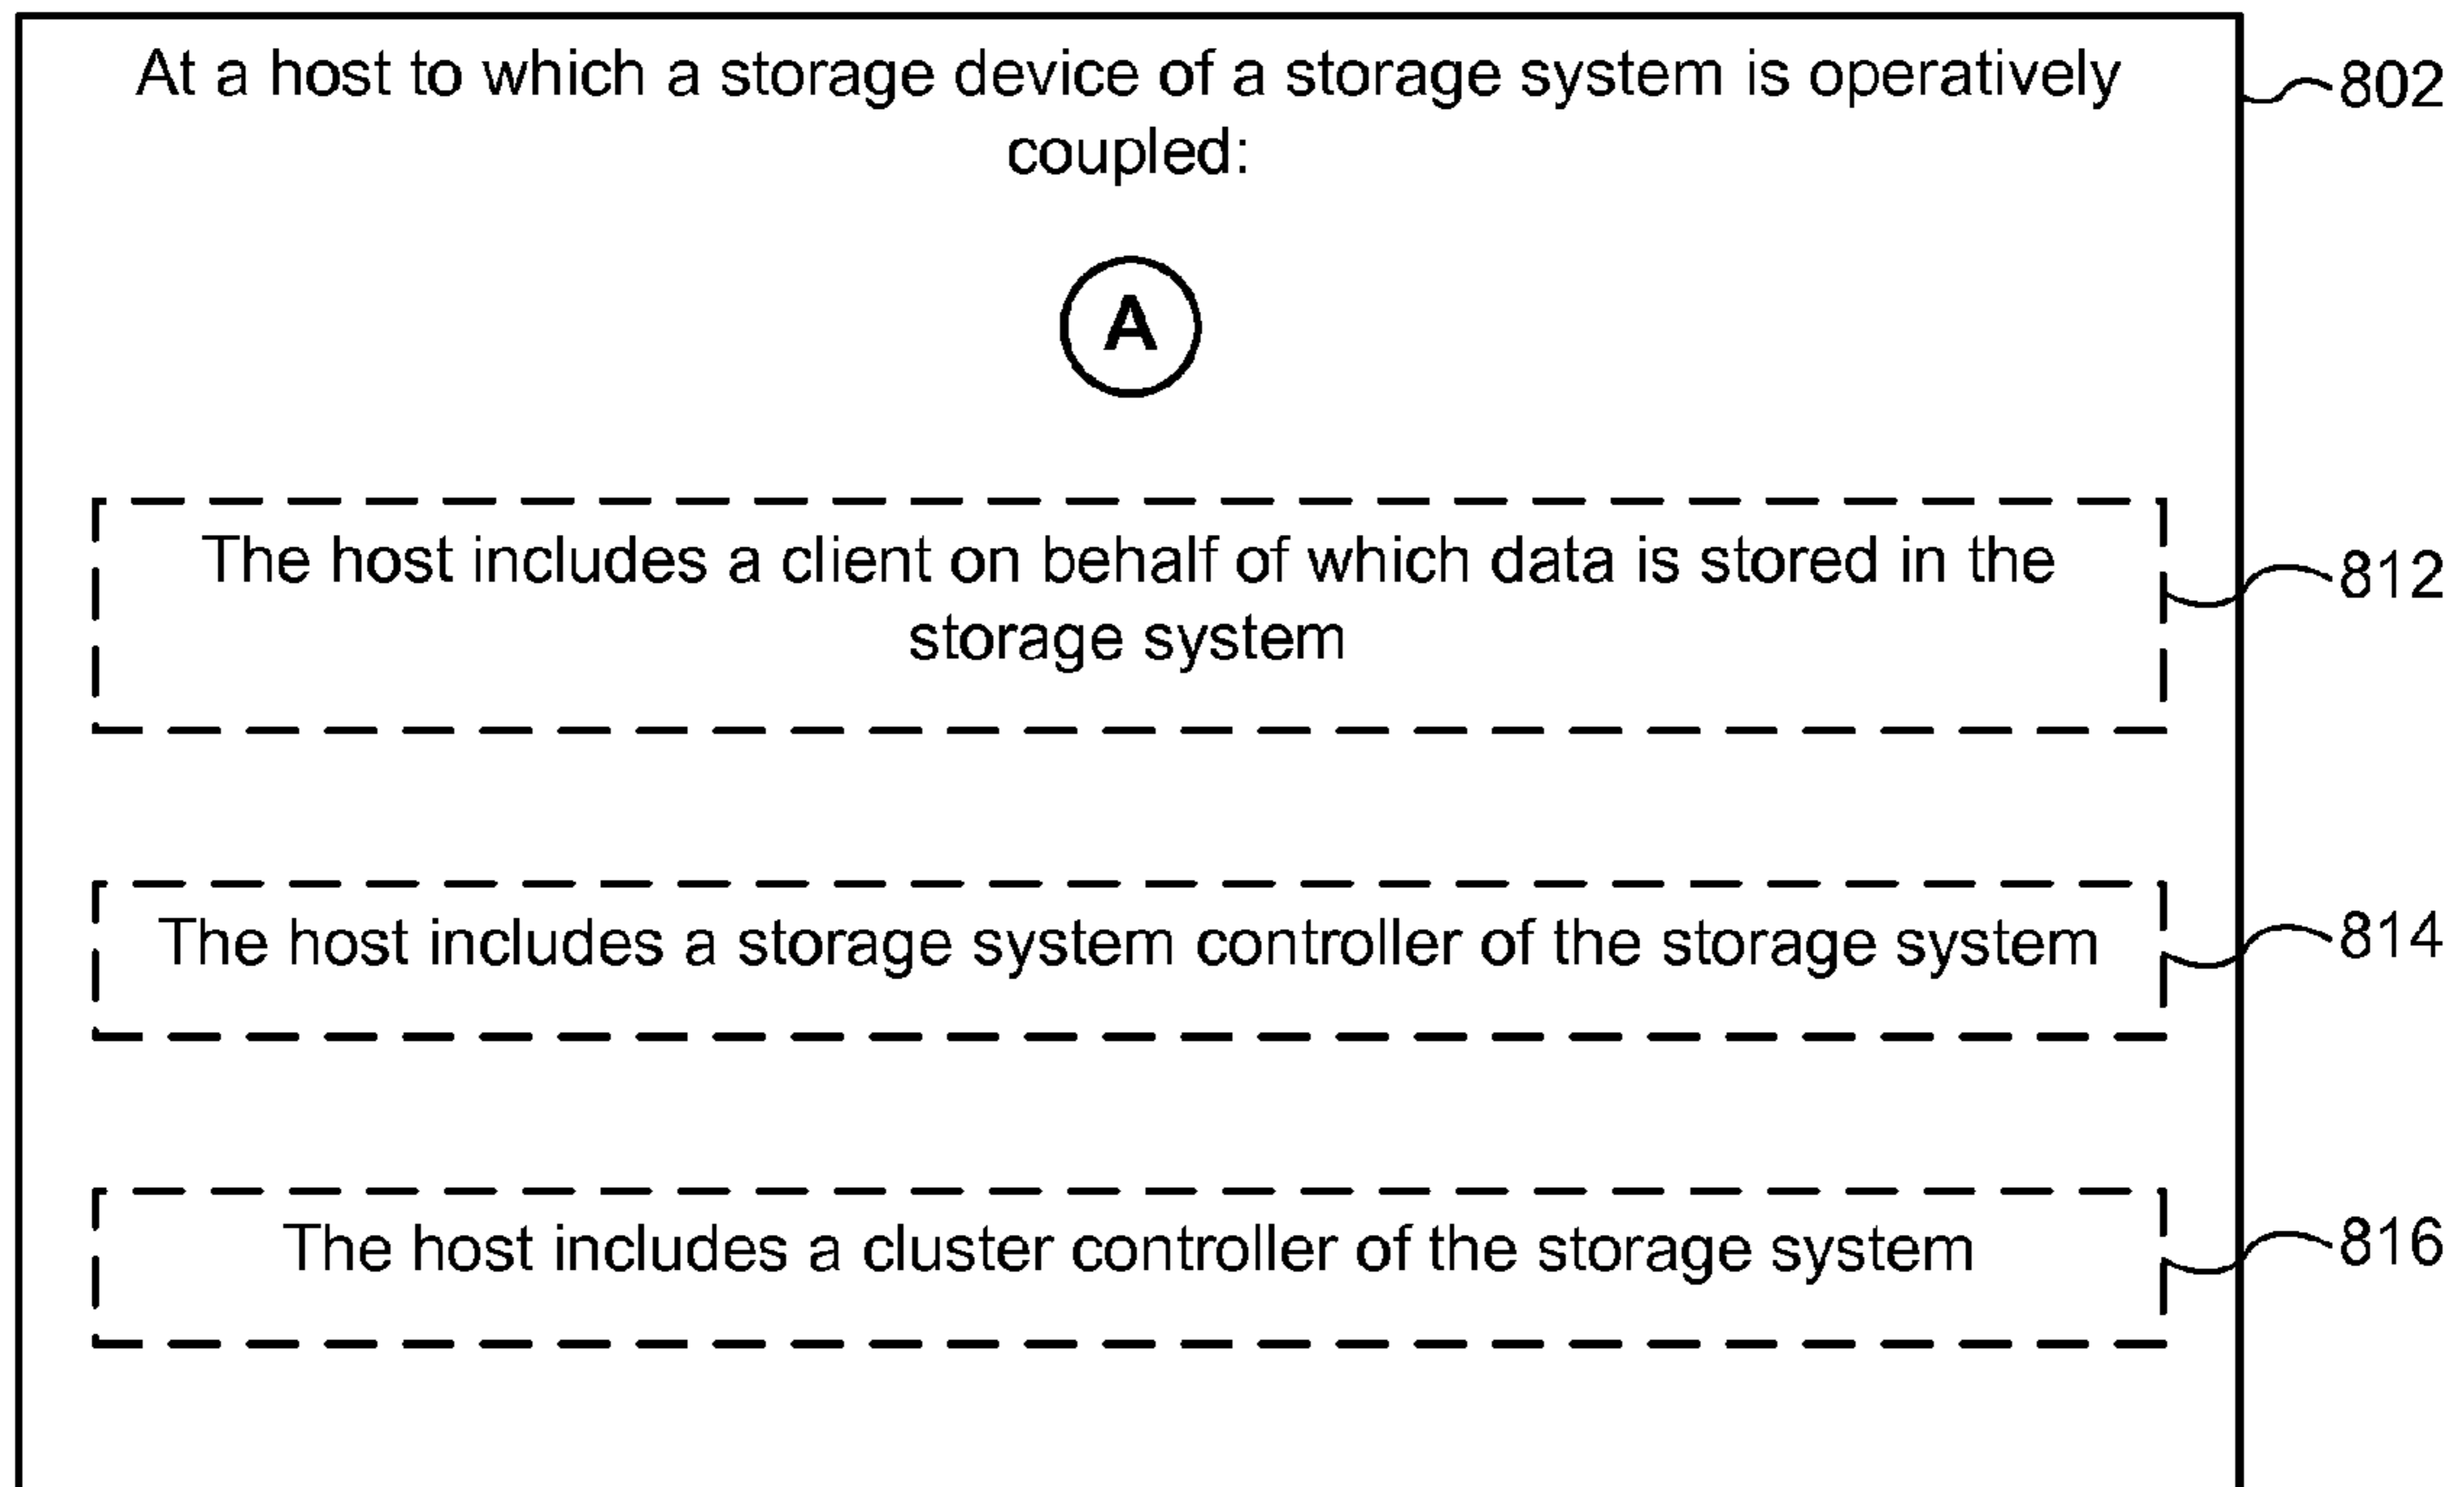 At a host to which a storage device of a storage system is operatively
coupled:
802
A
The host includes a client on behalf of which data is stored in the
storage system
812
The host includes a storage system controller of the storage system
814
The host includes a cluster controller of the storage system
816